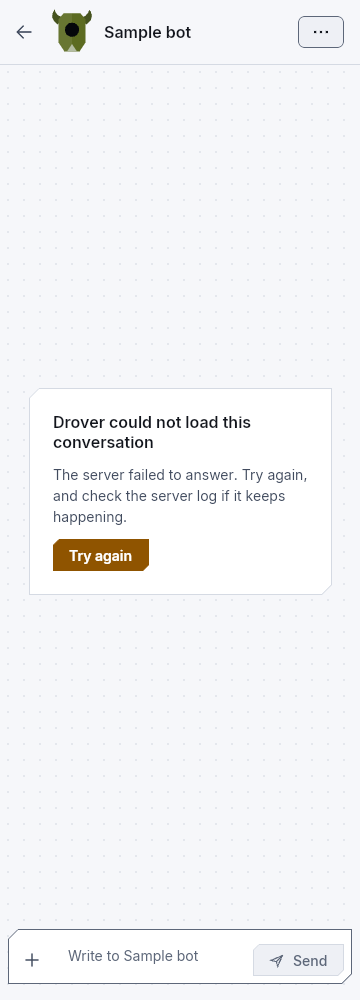 Sample bot
Drover could not load this
conversation
The server failed to answer. Try again,
and check the server log if it keeps
happening.
Try again
Write to Sample bot
Send